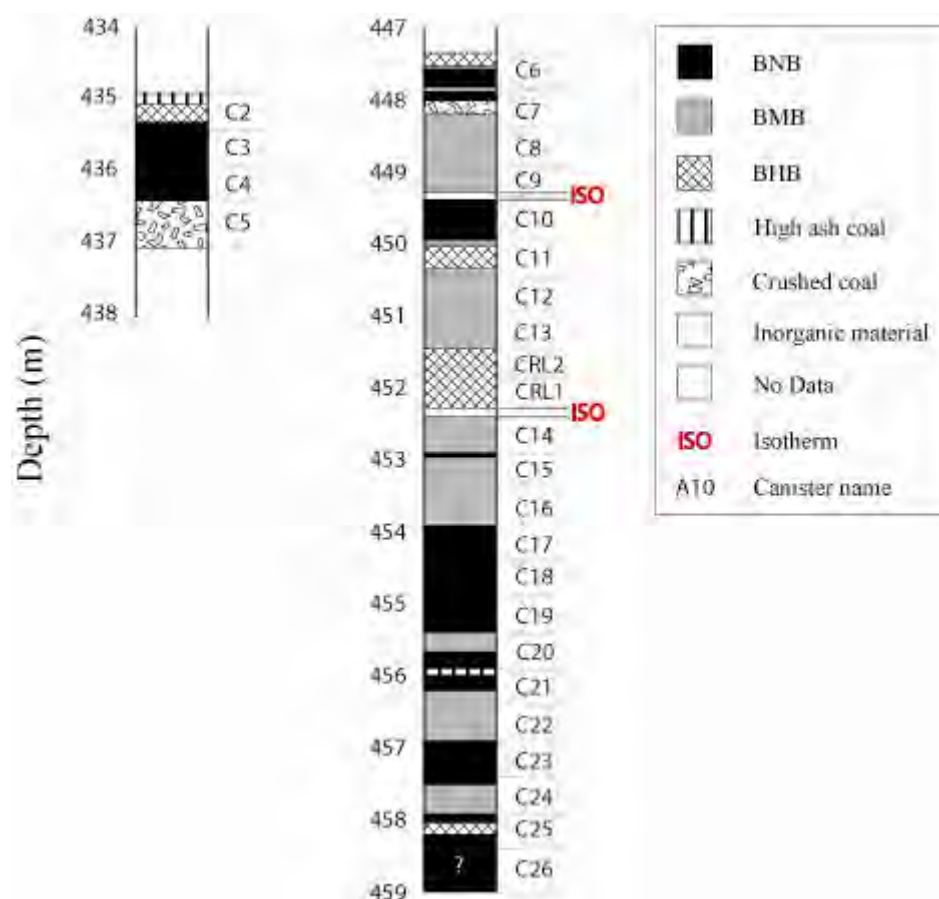 Depth (m)
434
435
436
437
438
C2
C3
C4
C5
447
448
449
450
451
452
453
454
455
456
457
458
459
C6
C7
C8
C9
ISO
C10
C11
C12
C13
CRL2
CRL1
ISO
C14
C15
C16
C17
C18
C19
C20
C21
C22
C23
C24
C25
?
C26
BNB
BMB
BHB
High ash coal
Crushed coal
Inorganic material
No Data
ISO Isotherm
A10 Canister name